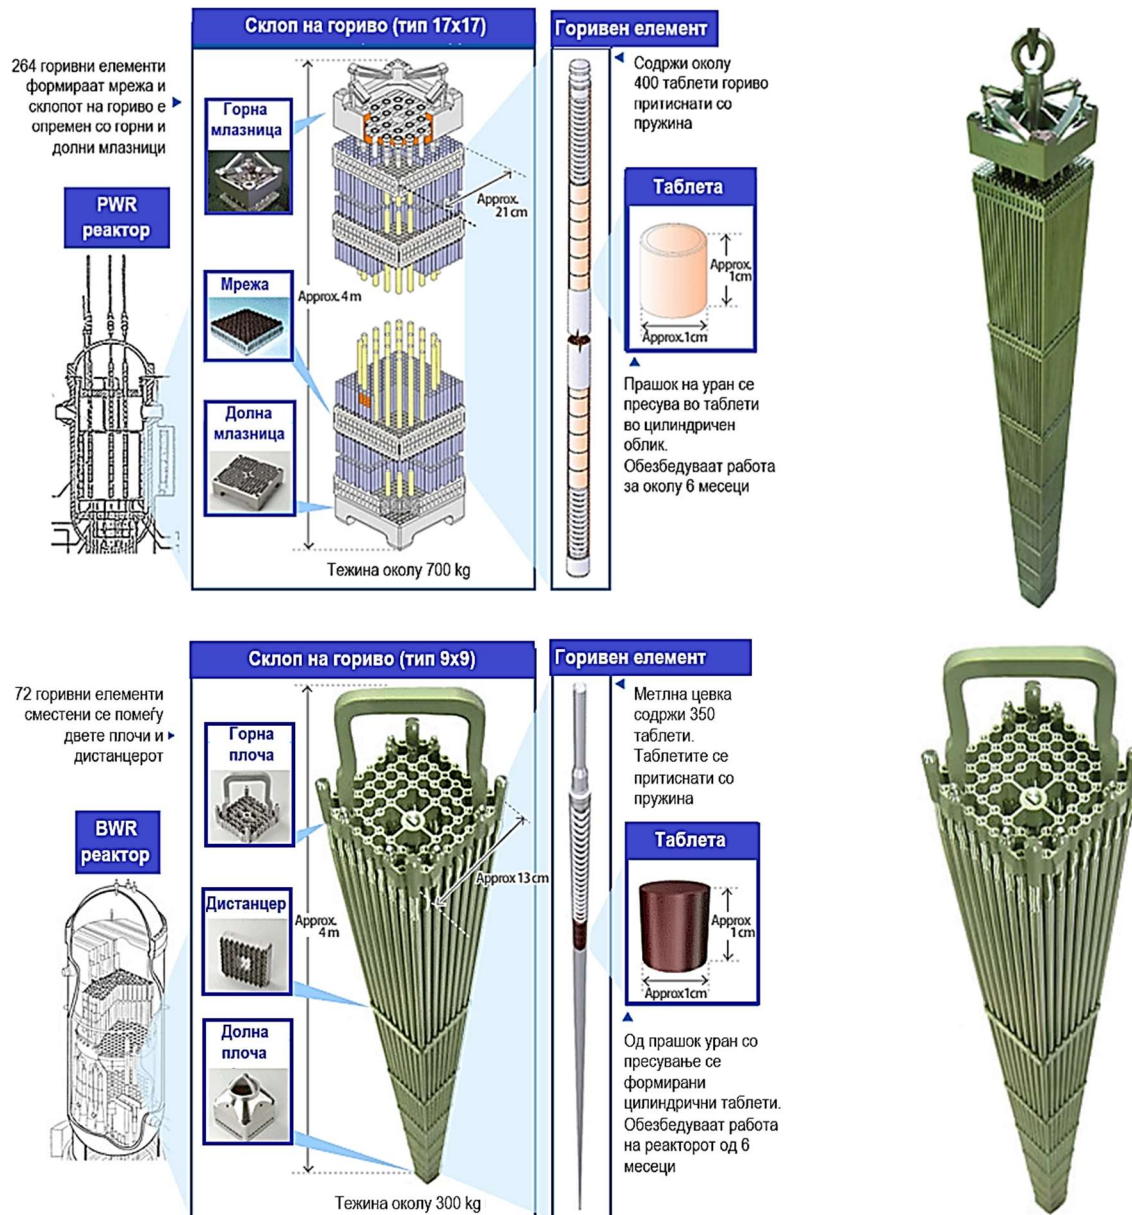 Склоп на гориво (тип 17x17)
Горивен елемент
264 горивни елементи
формираат мрежа и
склопот на гориво е
опремен со горни и
долни млазници
PWR
реактор
Горна
млазница
Мрежа
Долна
млазница
Approx.
21 cm
Approx. 4 m
Тежина околу 700 kg
Содржи околу
400 таблети гориво
притиснати со
пружина
Таблета
Approx.
1cm
Approx.1cm
Прашок на уран се
пресува во таблети
во цилиндричен
облик.
Обезбедуваат работа
за околу 6 месеци
Склоп на гориво (тип 9x9)
Горивен елемент
72 горивни елементи
сместени се помеѓу
двете плочи и
дистанцерот
BWR
реактор
Горна
плоча
Дистанцер
Долна
плоча
Approx.
4 m
Approx 13 cm
Тежина околу 300 kg
Метлна цевка
содржи 350
таблети.
Таблетите се
притиснати со
пружина
Таблета
Approx
1cm
Approx1cm
Од прашок уран со
пресување се
формирани
цилиндрични таблети.
Обезбедуваат работа
на реакторот од 6
месеци